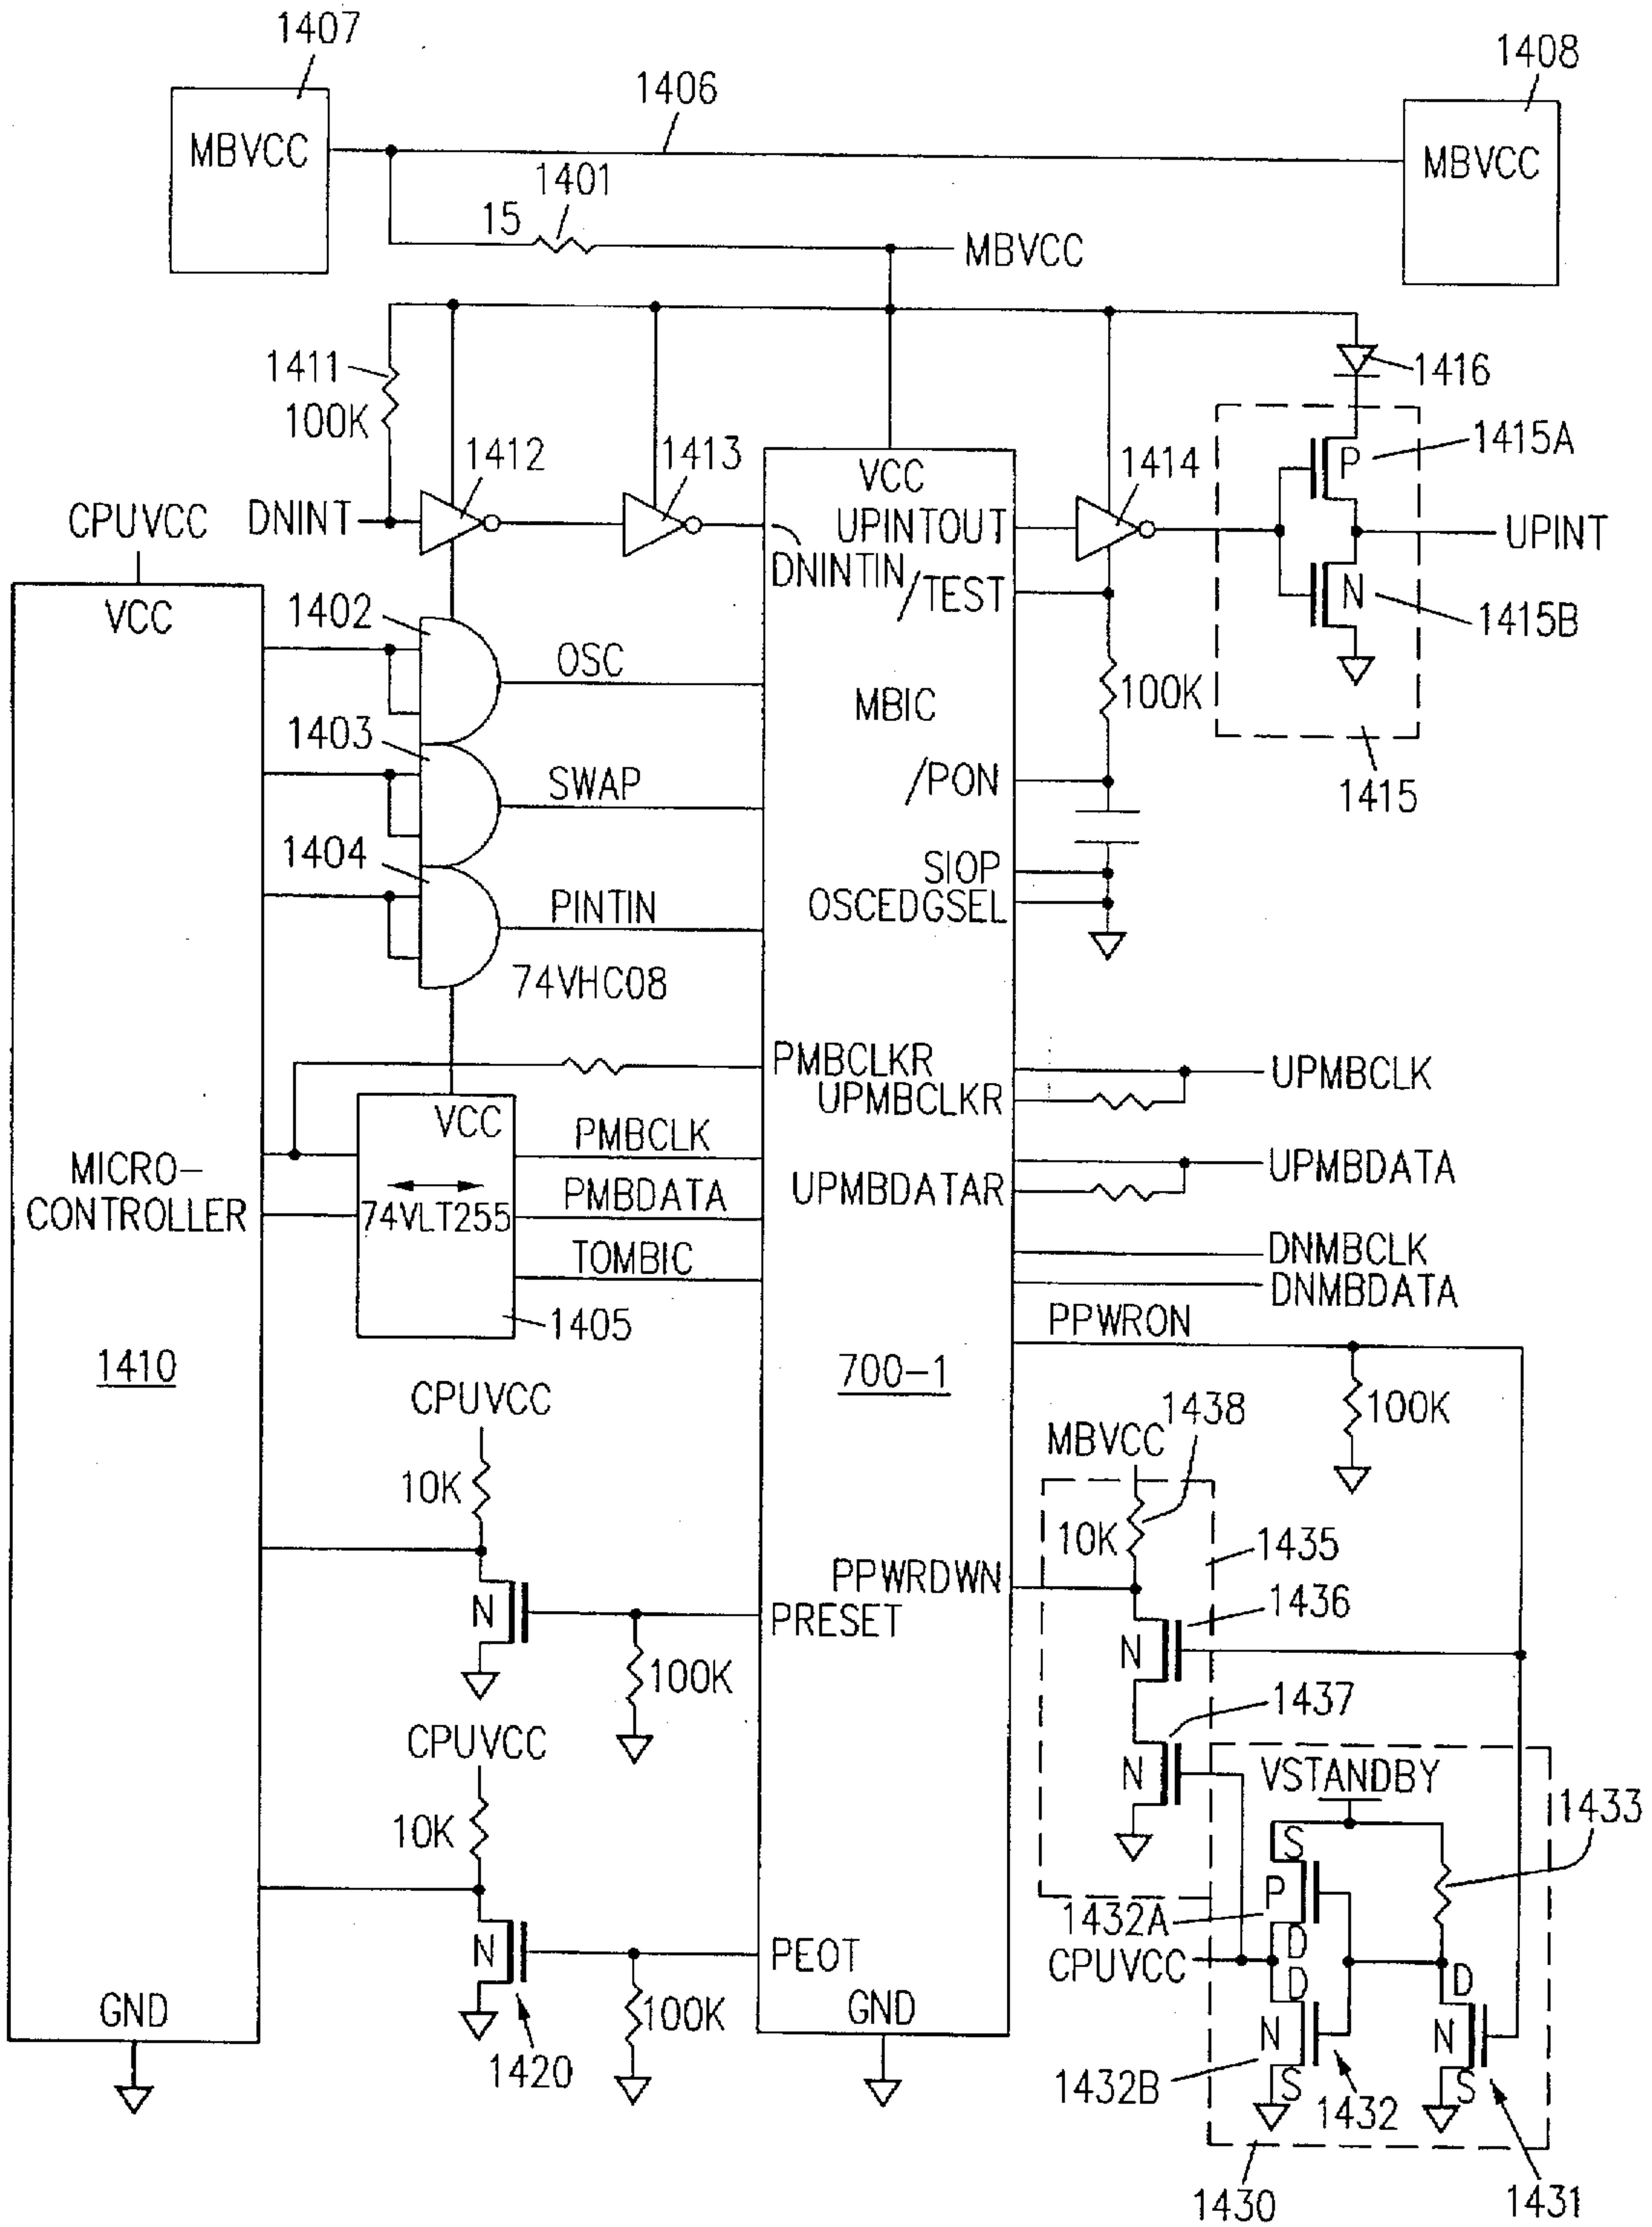 1407
1408
MBVCC
1406
MBVCC
1401
15
MBVCC
1411
100K
1416
1412
1413
1414
1415A
P
VCC
CPUVCC
DNINT
UPINTOUT
UPINT
DNINTIN
/TEST
N
1415B
VCC
1402
OSC
MBIC
100K
1403
SWAP
/PON
1415
1404
SIOP
PINTIN
OSCEDGSEL
74VHC08
PMBCLKR
UPMBCLK
UPMBCLKR
VCC
PMBCLK
UPMBDATA
MICRO-
CONTROLLER
PMBDATA
UPMBDATAR
74VLT255
TOMBIC
DNMBCLK
DNMBDATA
1405
PPWRON
1410
700-1
CPUVCC
1438
100K
MBVCC
10K
10K
1435
PPWRDWN
N
PRESET
1436
N
100K
1437
CPUVCC
N
VSTANDBY
1433
10K
S
P
1432A
D
N
PEOT
CPUVCC
D
D
GND
100K
GND
N
N
1420
1432B
S
1432
S
1430
1431